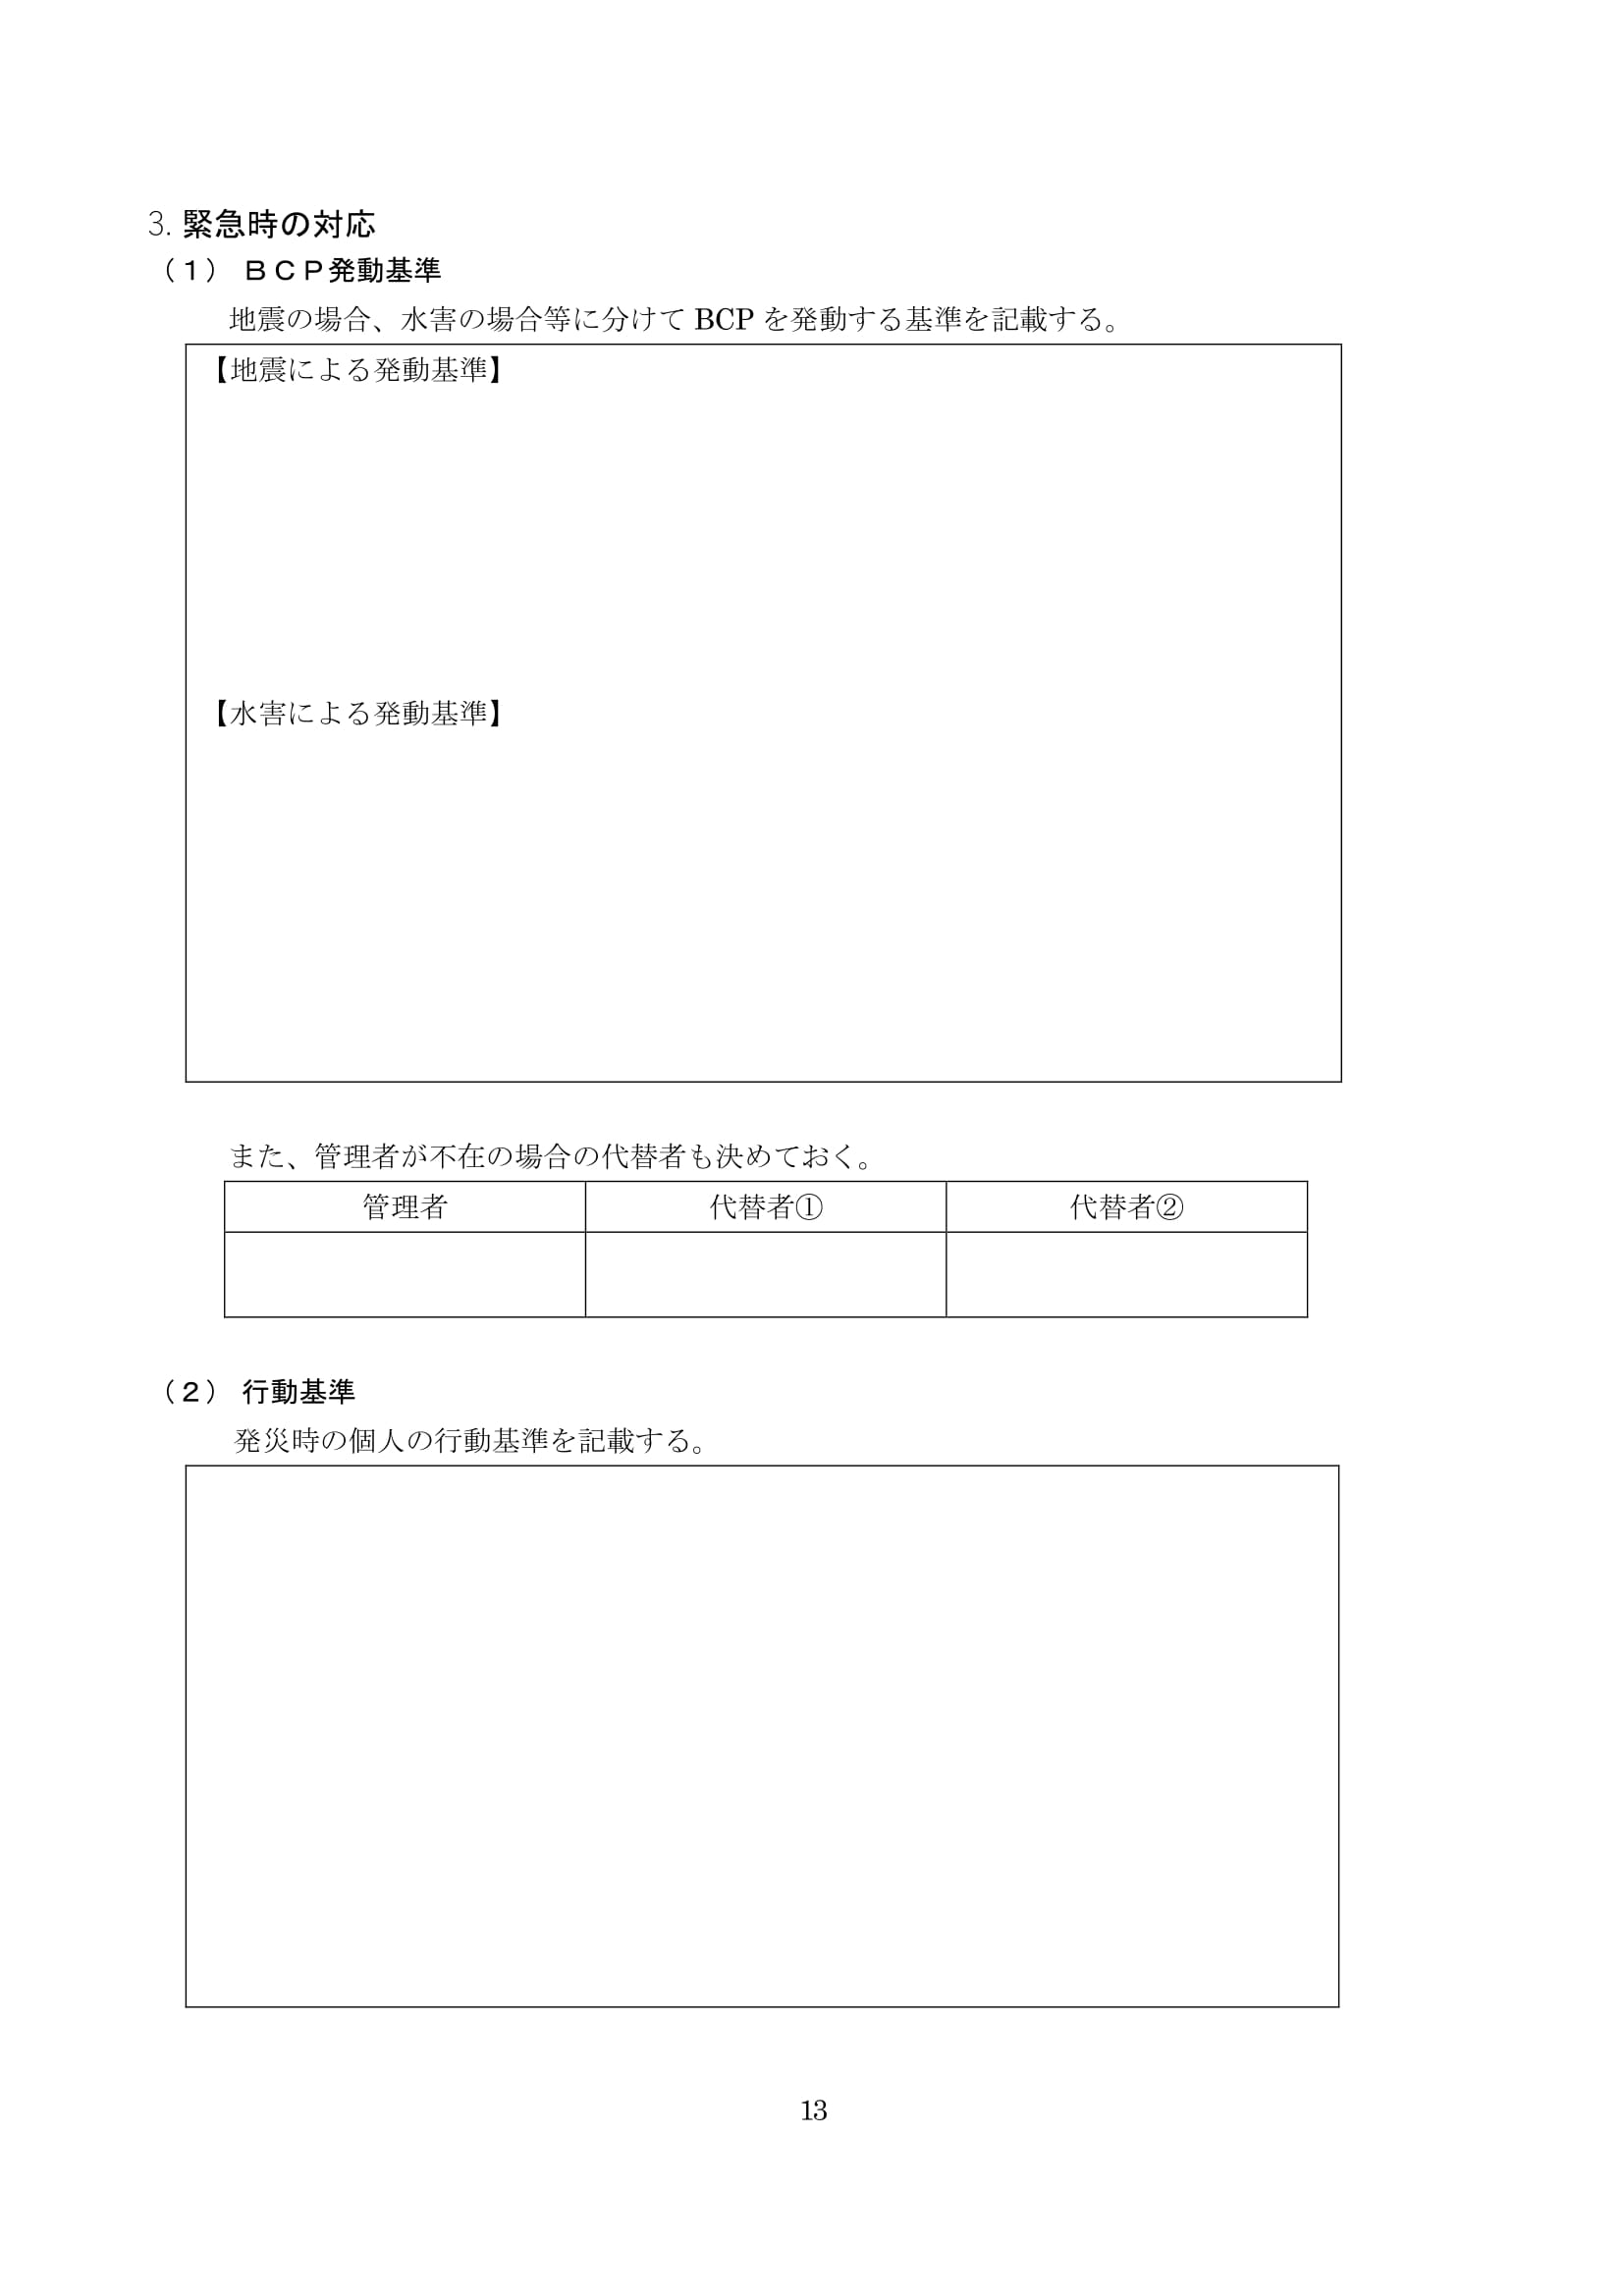 3. 緊急時の対応
（１） ＢＣＰ発動基準
地震の場合、水害の場合等に分けて BCP を発動する基準を記載する。
【地震による発動基準】
【水害による発動基準】
また、管理者が不在の場合の代替者も決めておく。
管理者 代替者① 代替者②
（２） 行動基準
発災時の個人の行動基準を記載する。
13